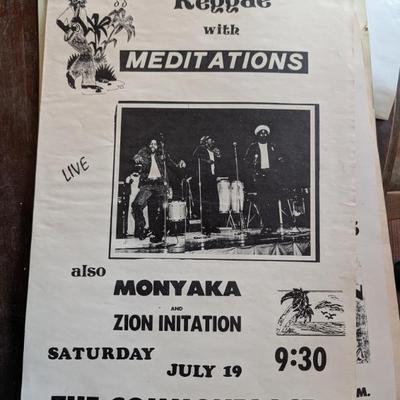 Reggae
with
MEDITATIONS
LIVE
also
MONYAKA
AND
ZION INITATION
SATURDAY JULY 19 9:30
M.